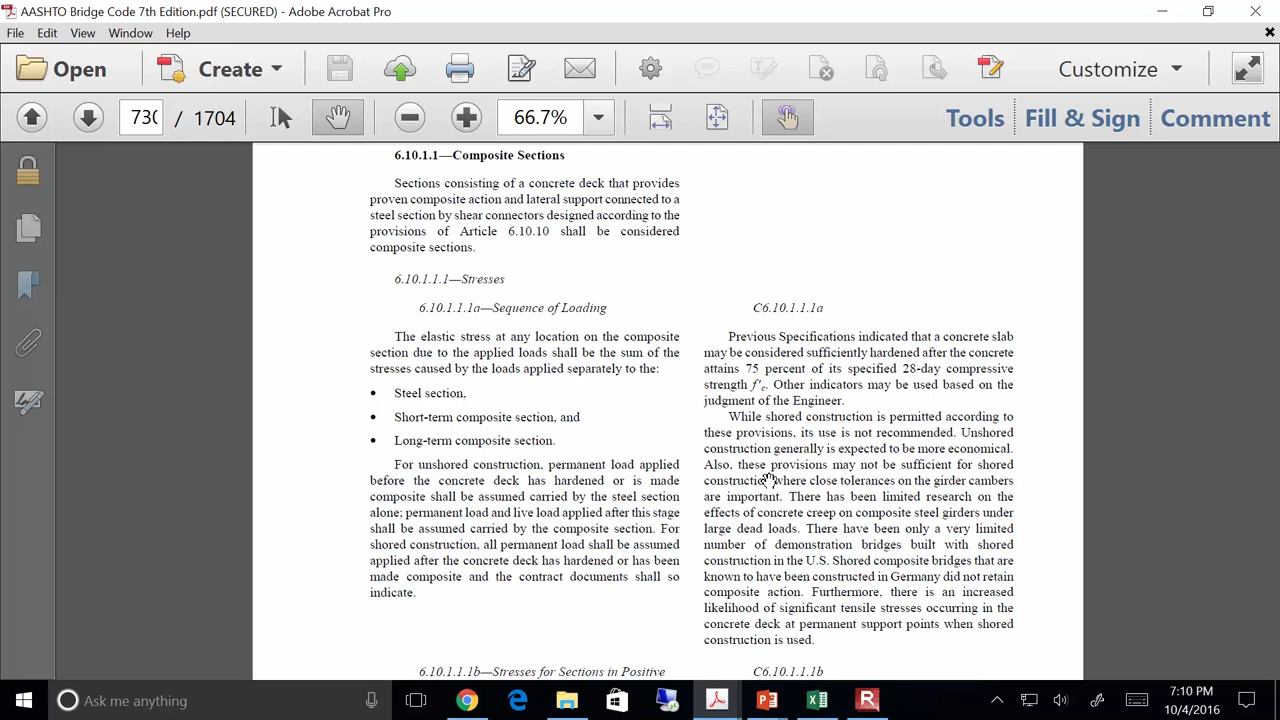 AASHTO Bridge Code 7th Edition.pdf (SECURED) - Adobe Acrobat Pro
File Edit View Window Help
Open Create Customize
730 / 1704 66.7% Tools Fill & Sign Comment
6.10.1.1—Composite Sections
Sections consisting of a concrete deck that provides
proven composite action and lateral support connected to a
steel section by shear connectors designed according to the
provisions of Article 6.10.10 shall be considered
composite sections.
6.10.1.1.1—Stresses
6.10.1.1.1a—Sequence of Loading
The elastic stress at any location on the composite
section due to the applied loads shall be the sum of the
stresses caused by the loads applied separately to the:
• Steel section,
• Short-term composite section, and
• Long-term composite section.
For unshored construction, permanent load applied
before the concrete deck has hardened or is made
composite shall be assumed carried by the steel section
alone; permanent load and live load applied after this stage
shall be assumed carried by the composite section. For
shored construction, all permanent load shall be assumed
applied after the concrete deck has hardened or has been
made composite and the contract documents shall so
indicate.
6.10.1.1.1b—Stresses for Sections in Positive
C6.10.1.1.1a
Previous Specifications indicated that a concrete slab
may be considered sufficiently hardened after the concrete
attains 75 percent of its specified 28-day compressive
strength f′c. Other indicators may be used based on the
judgment of the Engineer.
While shored construction is permitted according to
these provisions, its use is not recommended. Unshored
construction generally is expected to be more economical.
Also, these provisions may not be sufficient for shored
construction where close tolerances on the girder cambers
are important. There has been limited research on the
effects of concrete creep on composite steel girders under
large dead loads. There have been only a very limited
number of demonstration bridges built with shored
construction in the U.S. Shored composite bridges that are
known to have been constructed in Germany did not retain
composite action. Furthermore, there is an increased
likelihood of significant tensile stresses occurring in the
concrete deck at permanent support points when shored
construction is used.
C6.10.1.1.1b
Ask me anything
7:10 PM
10/4/2016